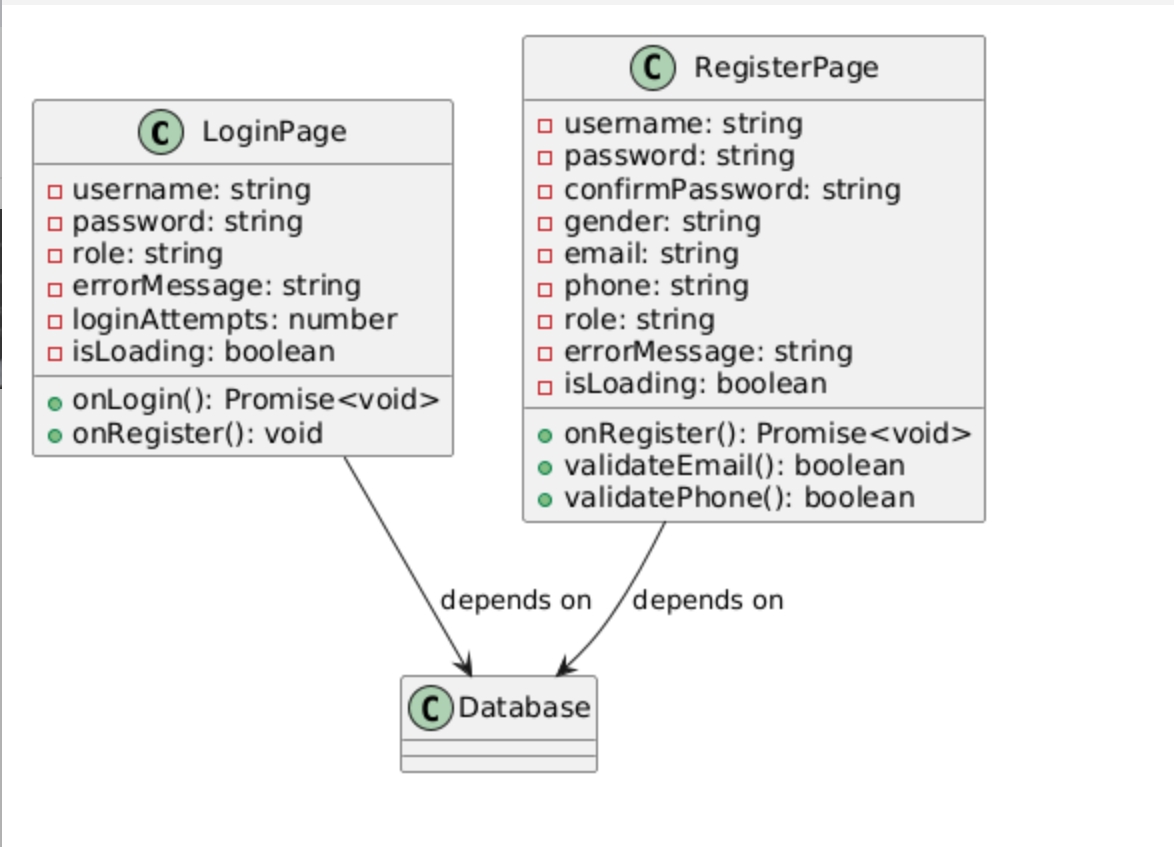 C LoginPage
username: string
password: string
role: string
errorMessage: string
loginAttempts: number
isLoading: boolean
onLogin(): Promise<void>
onRegister(): void
C RegisterPage
username: string
password: string
confirmPassword: string
gender: string
email: string
phone: string
role: string
errorMessage: string
isLoading: boolean
onRegister(): Promise<void>
validateEmail(): boolean
validatePhone(): boolean
depends on
depends on
C Database